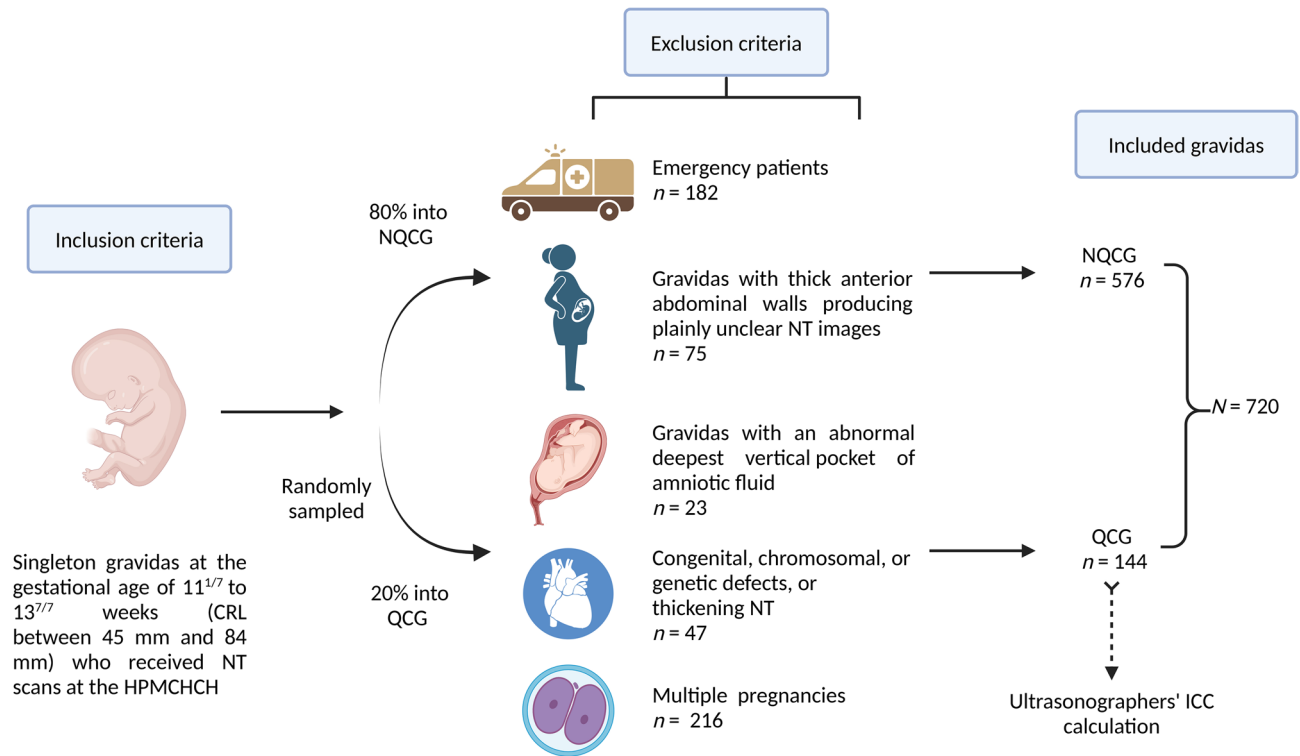 Exclusion criteria
Included gravidas
Inclusion criteria
Emergency patients
n = 182
80% into
NQCG
Gravidas with thick anterior
abdominal walls producing
plainly unclear NT images
n = 75
NQCG
n = 576
N = 720
Gravidas with an abnormal
deepest vertical pocket of
amniotic fluid
n = 23
Randomly
sampled
Singleton gravidas at the
gestational age of 11^1/7 to
13^7/7 weeks (CRL
between 45 mm and 84
mm) who received NT
scans at the HPMCHCH
20% into
QCG
Congenital, chromosomal, or
genetic defects, or
thickening NT
n = 47
QCG
n = 144
Multiple pregnancies
n = 216
Ultrasonographers' ICC
calculation